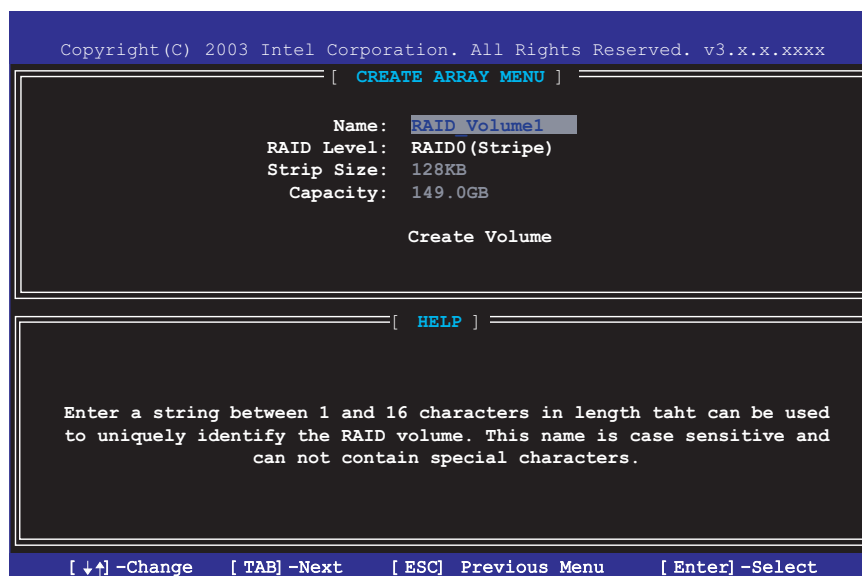 Copyright(C) 2003 Intel Corporation. All Rights Reserved. v3.x.x.xxxx
[ CREATE ARRAY MENU ]
Name: RAID_Volume1
RAID Level: RAID0(Stripe)
Strip Size: 128KB
Capacity: 149.0GB
Create Volume
[ HELP ]
Enter a string between 1 and 16 characters in length taht can be used
to uniquely identify the RAID volume. This name is case sensitive and
can not contain special characters.
[↓↑]-Change [TAB]-Next [ESC] Previous Menu [Enter]-Select